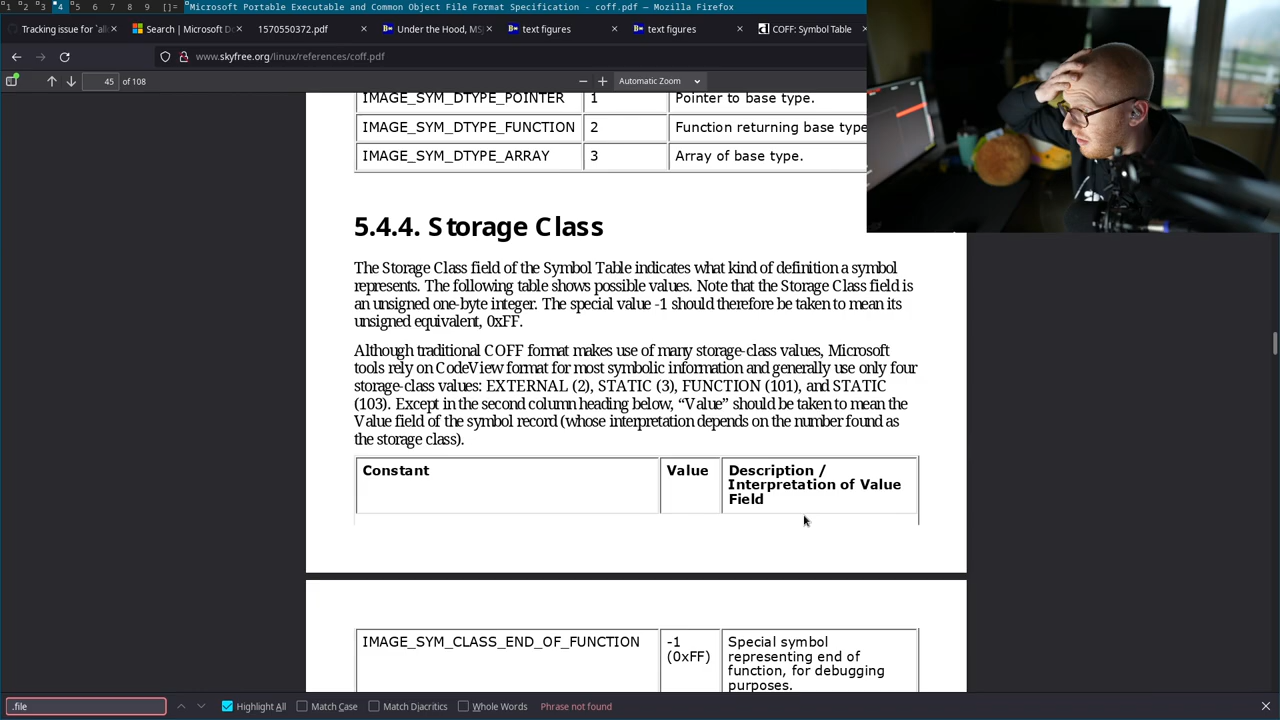 1 2 3 4 5 6 7 8 9 []= Microsoft Portable Executable and Common Object File Format Specification - coff.pdf — Mozilla Firefox
Tracking issue for `all Search | Microsoft D 1570550372.pdf Under the Hood, MS text figures text figures COFF: Symbol Table
www.skyfree.org/linux/references/coff.pdf
45 of 108 Automatic Zoom
IMAGE_SYM_DTYPE_POINTER 1 Pointer to base type.
IMAGE_SYM_DTYPE_FUNCTION 2 Function returning base type
IMAGE_SYM_DTYPE_ARRAY 3 Array of base type.
5.4.4. Storage Class
The Storage Class field of the Symbol Table indicates what kind of definition a symbol
represents. The following table shows possible values. Note that the Storage Class field is
an unsigned one-byte integer. The special value -1 should therefore be taken to mean its
unsigned equivalent, 0xFF.
Although traditional COFF format makes use of many storage-class values, Microsoft
tools rely on CodeView format for most symbolic information and generally use only four
storage-class values: EXTERNAL (2), STATIC (3), FUNCTION (101), and STATIC
(103). Except in the second column heading below, “Value” should be taken to mean the
Value field of the symbol record (whose interpretation depends on the number found as
the storage class).
Constant Value Description /
Interpretation of Value
Field
IMAGE_SYM_CLASS_END_OF_FUNCTION -1 Special symbol
(0xFF) representing end of
function, for debugging
purposes.
.file Highlight All Match Case Match Diacritics Whole Words Phrase not found